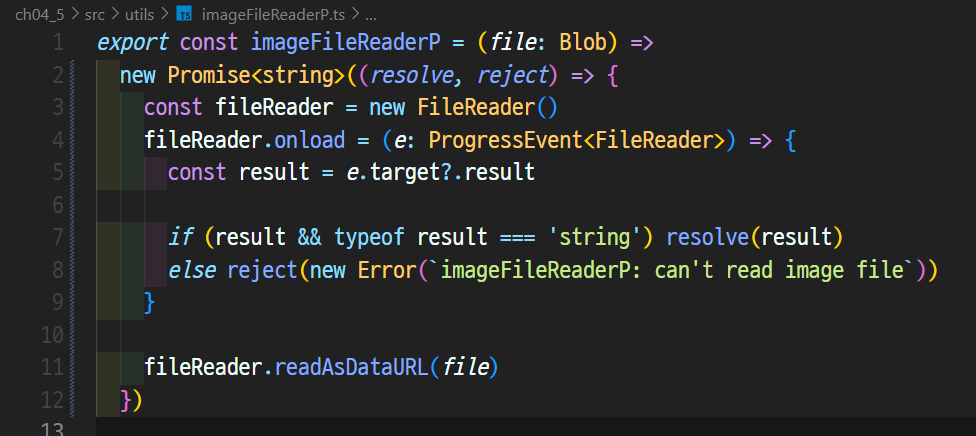 ch04_5 > src > utils > TS imageFileReaderP.ts > ...
1 export const imageFileReaderP = (file: Blob) =>
2 new Promise<string>((resolve, reject) => {
3 const fileReader = new FileReader()
4 fileReader.onload = (e: ProgressEvent<FileReader>) => {
5 const result = e.target?.result
6
7 if (result && typeof result === 'string') resolve(result)
8 else reject(new Error(`imageFileReaderP: can't read image file`))
9 }
10
11 fileReader.readAsDataURL(file)
12 })
13